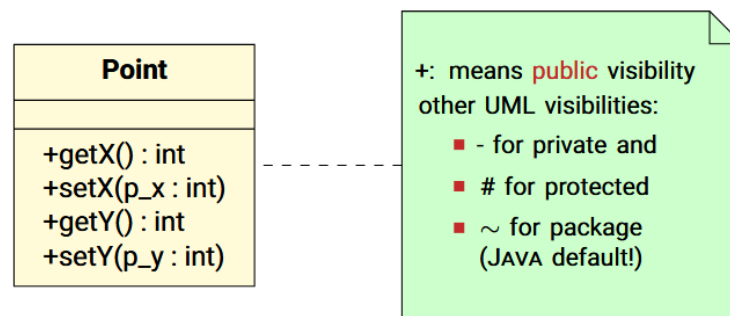 Point
+getX() : int
+setX(p_x : int)
+getY() : int
+setY(p_y : int)
+: means public visibility
other UML visibilities:
- for private and
# for protected
~ for package
(JAVA default!)